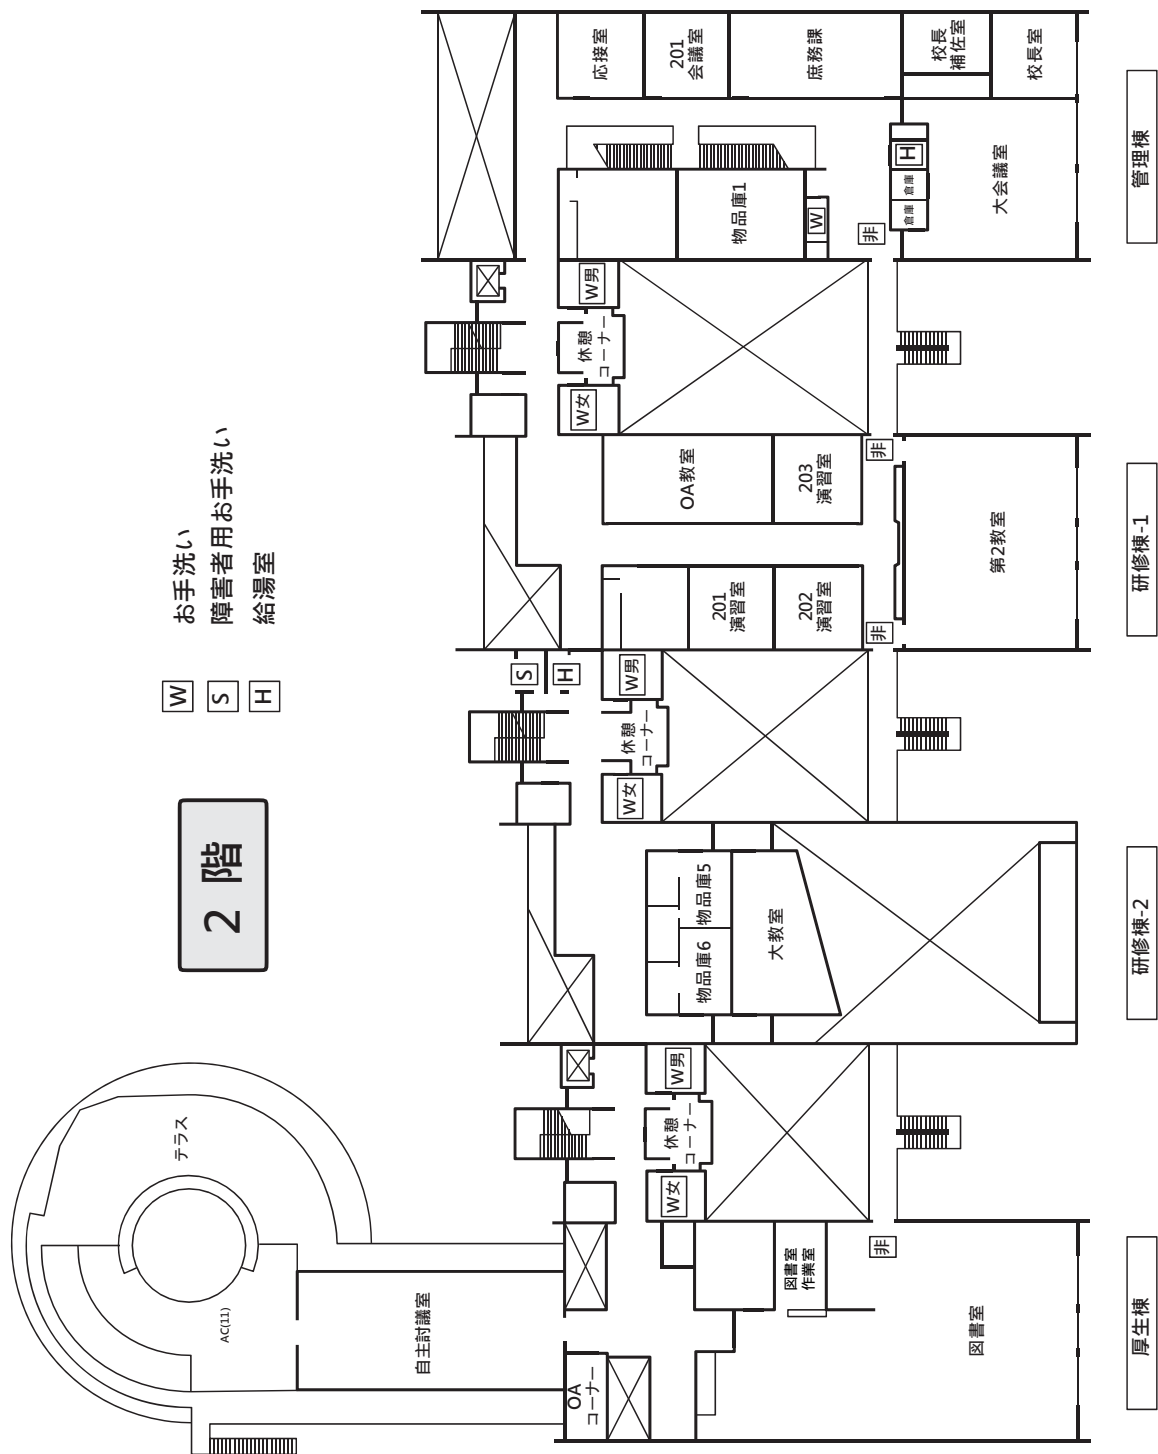 2 階
W お手洗い
S 障害者用お手洗い
H 給湯室
テラス
AC(11)
自主討議室
OA
コーナー
W女
休憩
コーナー
W男
図書室
作業室
非
図書室
物品庫6
物品庫5
大教室
S
H
W女
休憩
コーナー
W男
201
演習室
202
演習室
OA教室
203
演習室
非
非
第2教室
W女
休憩
コーナー
W男
物品庫1
W
非
応接室
201
会議室
庶務課
倉庫
倉庫
H
校長
補佐室
校長室
大会議室
厚生棟
研修棟-2
研修棟-1
管理棟